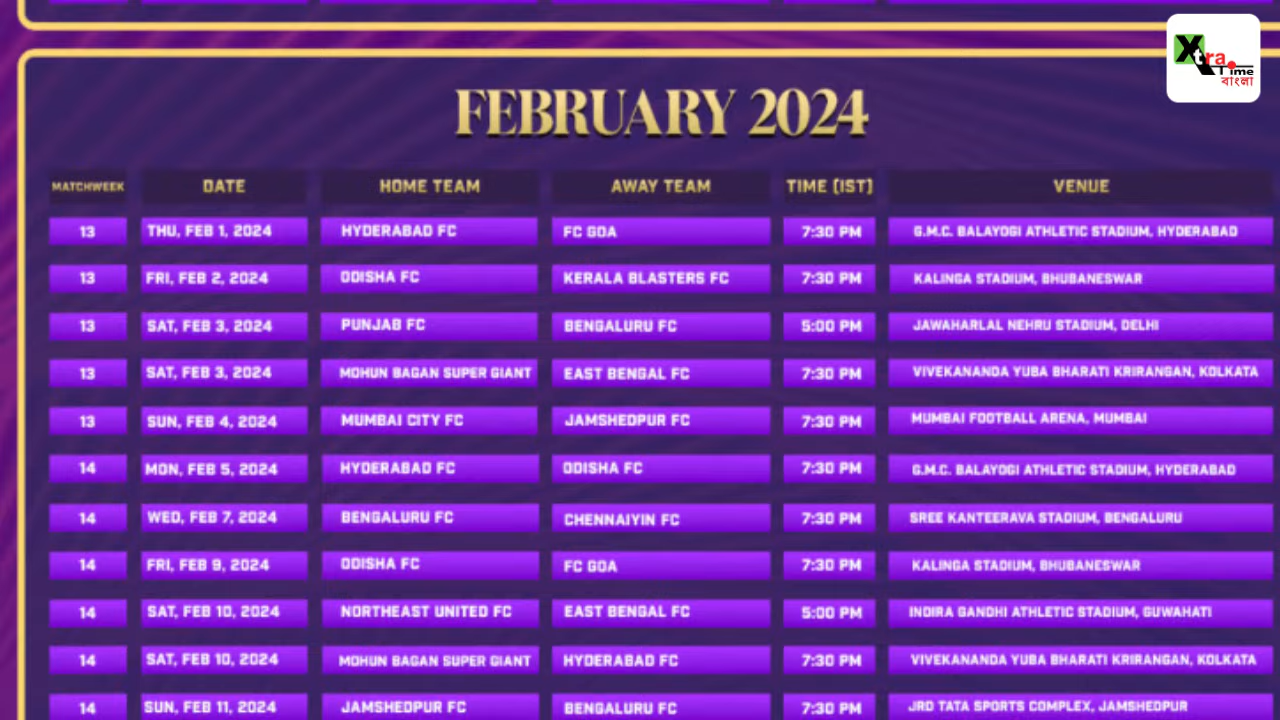 Xtra
Time
বাংলা
FEBRUARY 2024
MATCHWEEK DATE HOME TEAM AWAY TEAM TIME (IST) VENUE
13 THU, FEB 1, 2024 HYDERABAD FC FC GOA 7:30 PM G.M.C. BALAYOGI ATHLETIC STADIUM, HYDERABAD
13 FRI, FEB 2, 2024 ODISHA FC KERALA BLASTERS FC 7:30 PM KALINGA STADIUM, BHUBANESWAR
13 SAT, FEB 3, 2024 PUNJAB FC BENGALURU FC 5:00 PM JAWAHARLAL NEHRU STADIUM, DELHI
13 SAT, FEB 3, 2024 MOHUN BAGAN SUPER GIANT EAST BENGAL FC 7:30 PM VIVEKANANDA YUBA BHARATI KRIRANGAN, KOLKATA
13 SUN, FEB 4, 2024 MUMBAI CITY FC JAMSHEDPUR FC 7:30 PM MUMBAI FOOTBALL ARENA, MUMBAI
14 MON, FEB 5, 2024 HYDERABAD FC ODISHA FC 7:30 PM G.M.C. BALAYOGI ATHLETIC STADIUM, HYDERABAD
14 WED, FEB 7, 2024 BENGALURU FC CHENNAIYIN FC 7:30 PM SREE KANTEERAVA STADIUM, BENGALURU
14 FRI, FEB 9, 2024 ODISHA FC FC GOA 7:30 PM KALINGA STADIUM, BHUBANESWAR
14 SAT, FEB 10, 2024 NORTHEAST UNITED FC EAST BENGAL FC 5:00 PM INDIRA GANDHI ATHLETIC STADIUM, GUWAHATI
14 SAT, FEB 10, 2024 MOHUN BAGAN SUPER GIANT HYDERABAD FC 7:30 PM VIVEKANANDA YUBA BHARATI KRIRANGAN, KOLKATA
14 SUN, FEB 11, 2024 JAMSHEDPUR FC BENGALURU FC 7:30 PM JRD TATA SPORTS COMPLEX, JAMSHEDPUR